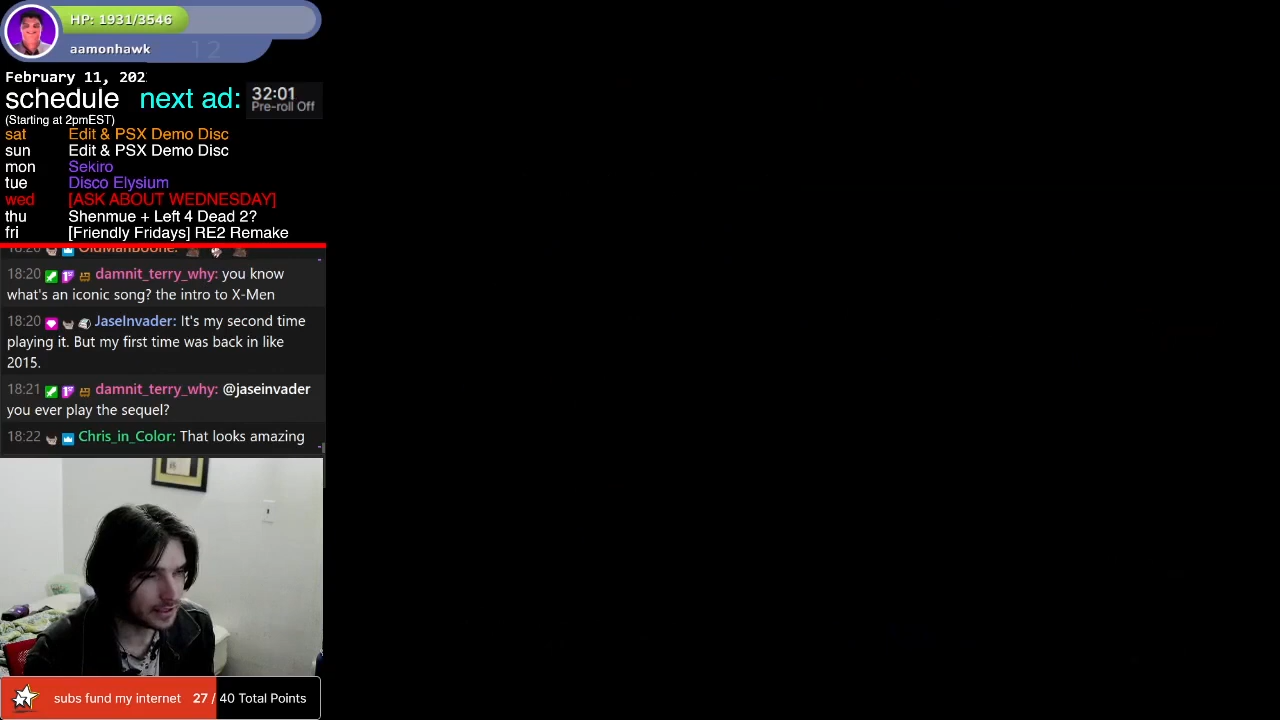 HP: 1931/3546
aamonhawk
12
February 11, 202
schedule next ad: 32:01
Pre-roll Off
(Starting at 2pmEST)
sat Edit & PSX Demo Disc
sun Edit & PSX Demo Disc
mon Sekiro
tue Disco Elysium
wed [ASK ABOUT WEDNESDAY]
thu Shenmue + Left 4 Dead 2?
fri [Friendly Fridays] RE2 Remake
18:20 OldManBoone:
18:20 damnit_terry_why: you know
what's an iconic song? the intro to X-Men
18:20 JaseInvader: It's my second time
playing it. But my first time was back in like
2015.
18:21 damnit_terry_why: @jaseinvader
you ever play the sequel?
18:22 Chris_in_Color: That looks amazing
subs fund my internet 27 / 40 Total Points